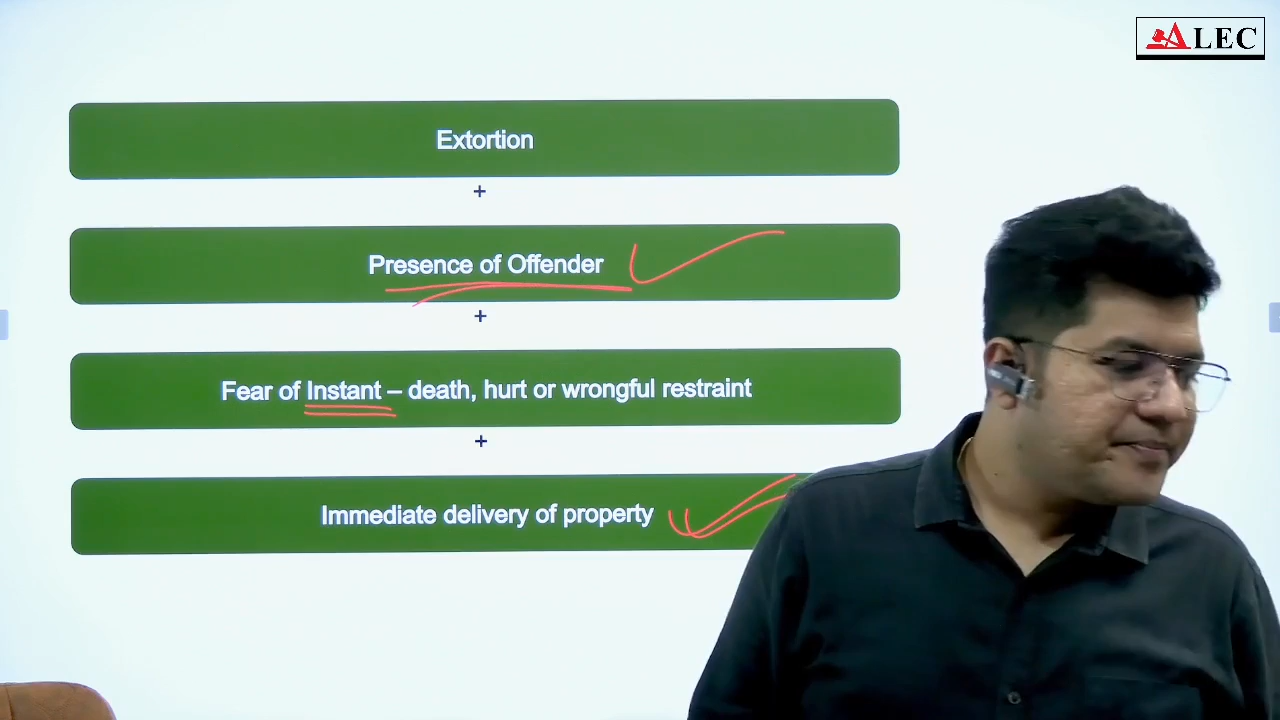 ALEC
Extortion
+
Presence of Offender
+
Fear of Instant – death, hurt or wrongful restraint
+
Immediate delivery of property